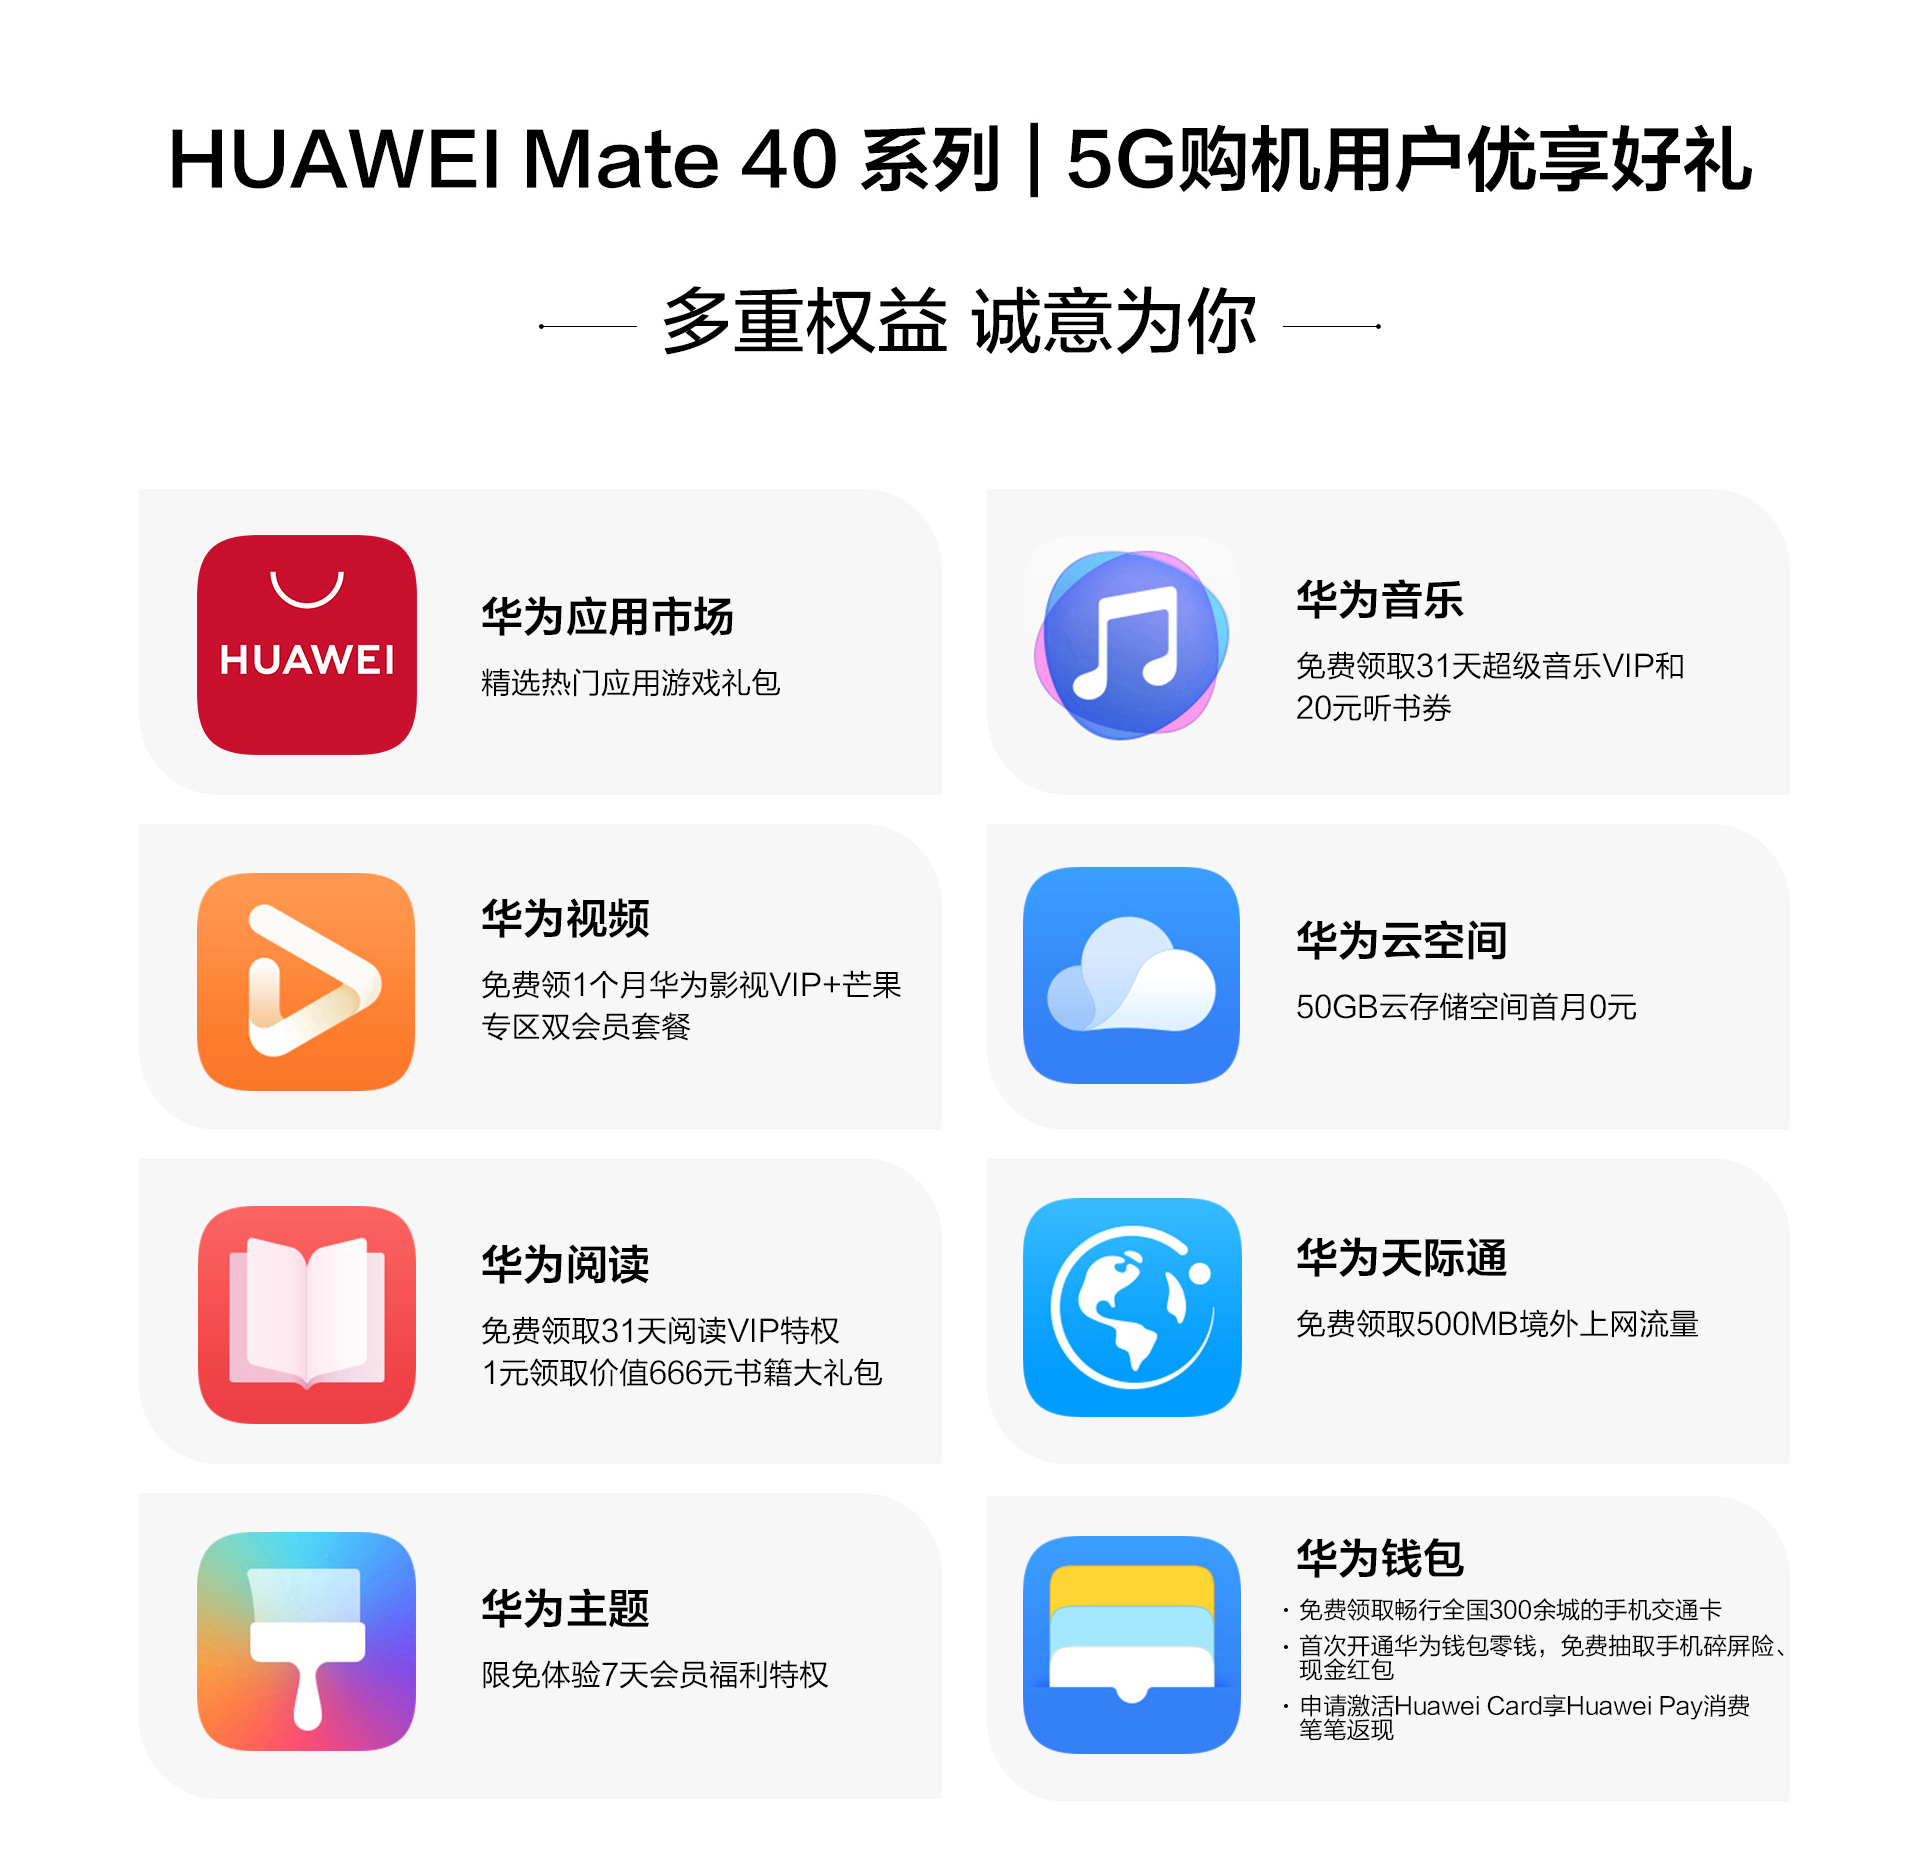 HUAWEI Mate 40 系列 | 5G购机用户优享好礼
多重权益 诚意为你
HUAWEI
华为应用市场
精选热门应用游戏礼包
华为音乐
免费领取31天超级音乐VIP和
20元听书券
华为视频
免费领1个月华为影视VIP+芒果
专区双会员套餐
华为云空间
50GB云存储空间首月0元
华为阅读
免费领取31天阅读VIP特权
1元领取价值666元书籍大礼包
华为天际通
免费领取500MB境外上网流量
华为主题
限免体验7天会员福利特权
华为钱包
· 免费领取畅行全国300余城的手机交通卡
· 首次开通华为钱包零钱，免费抽取手机碎屏险、
现金红包
· 申请激活Huawei Card享Huawei Pay消费
笔笔返现